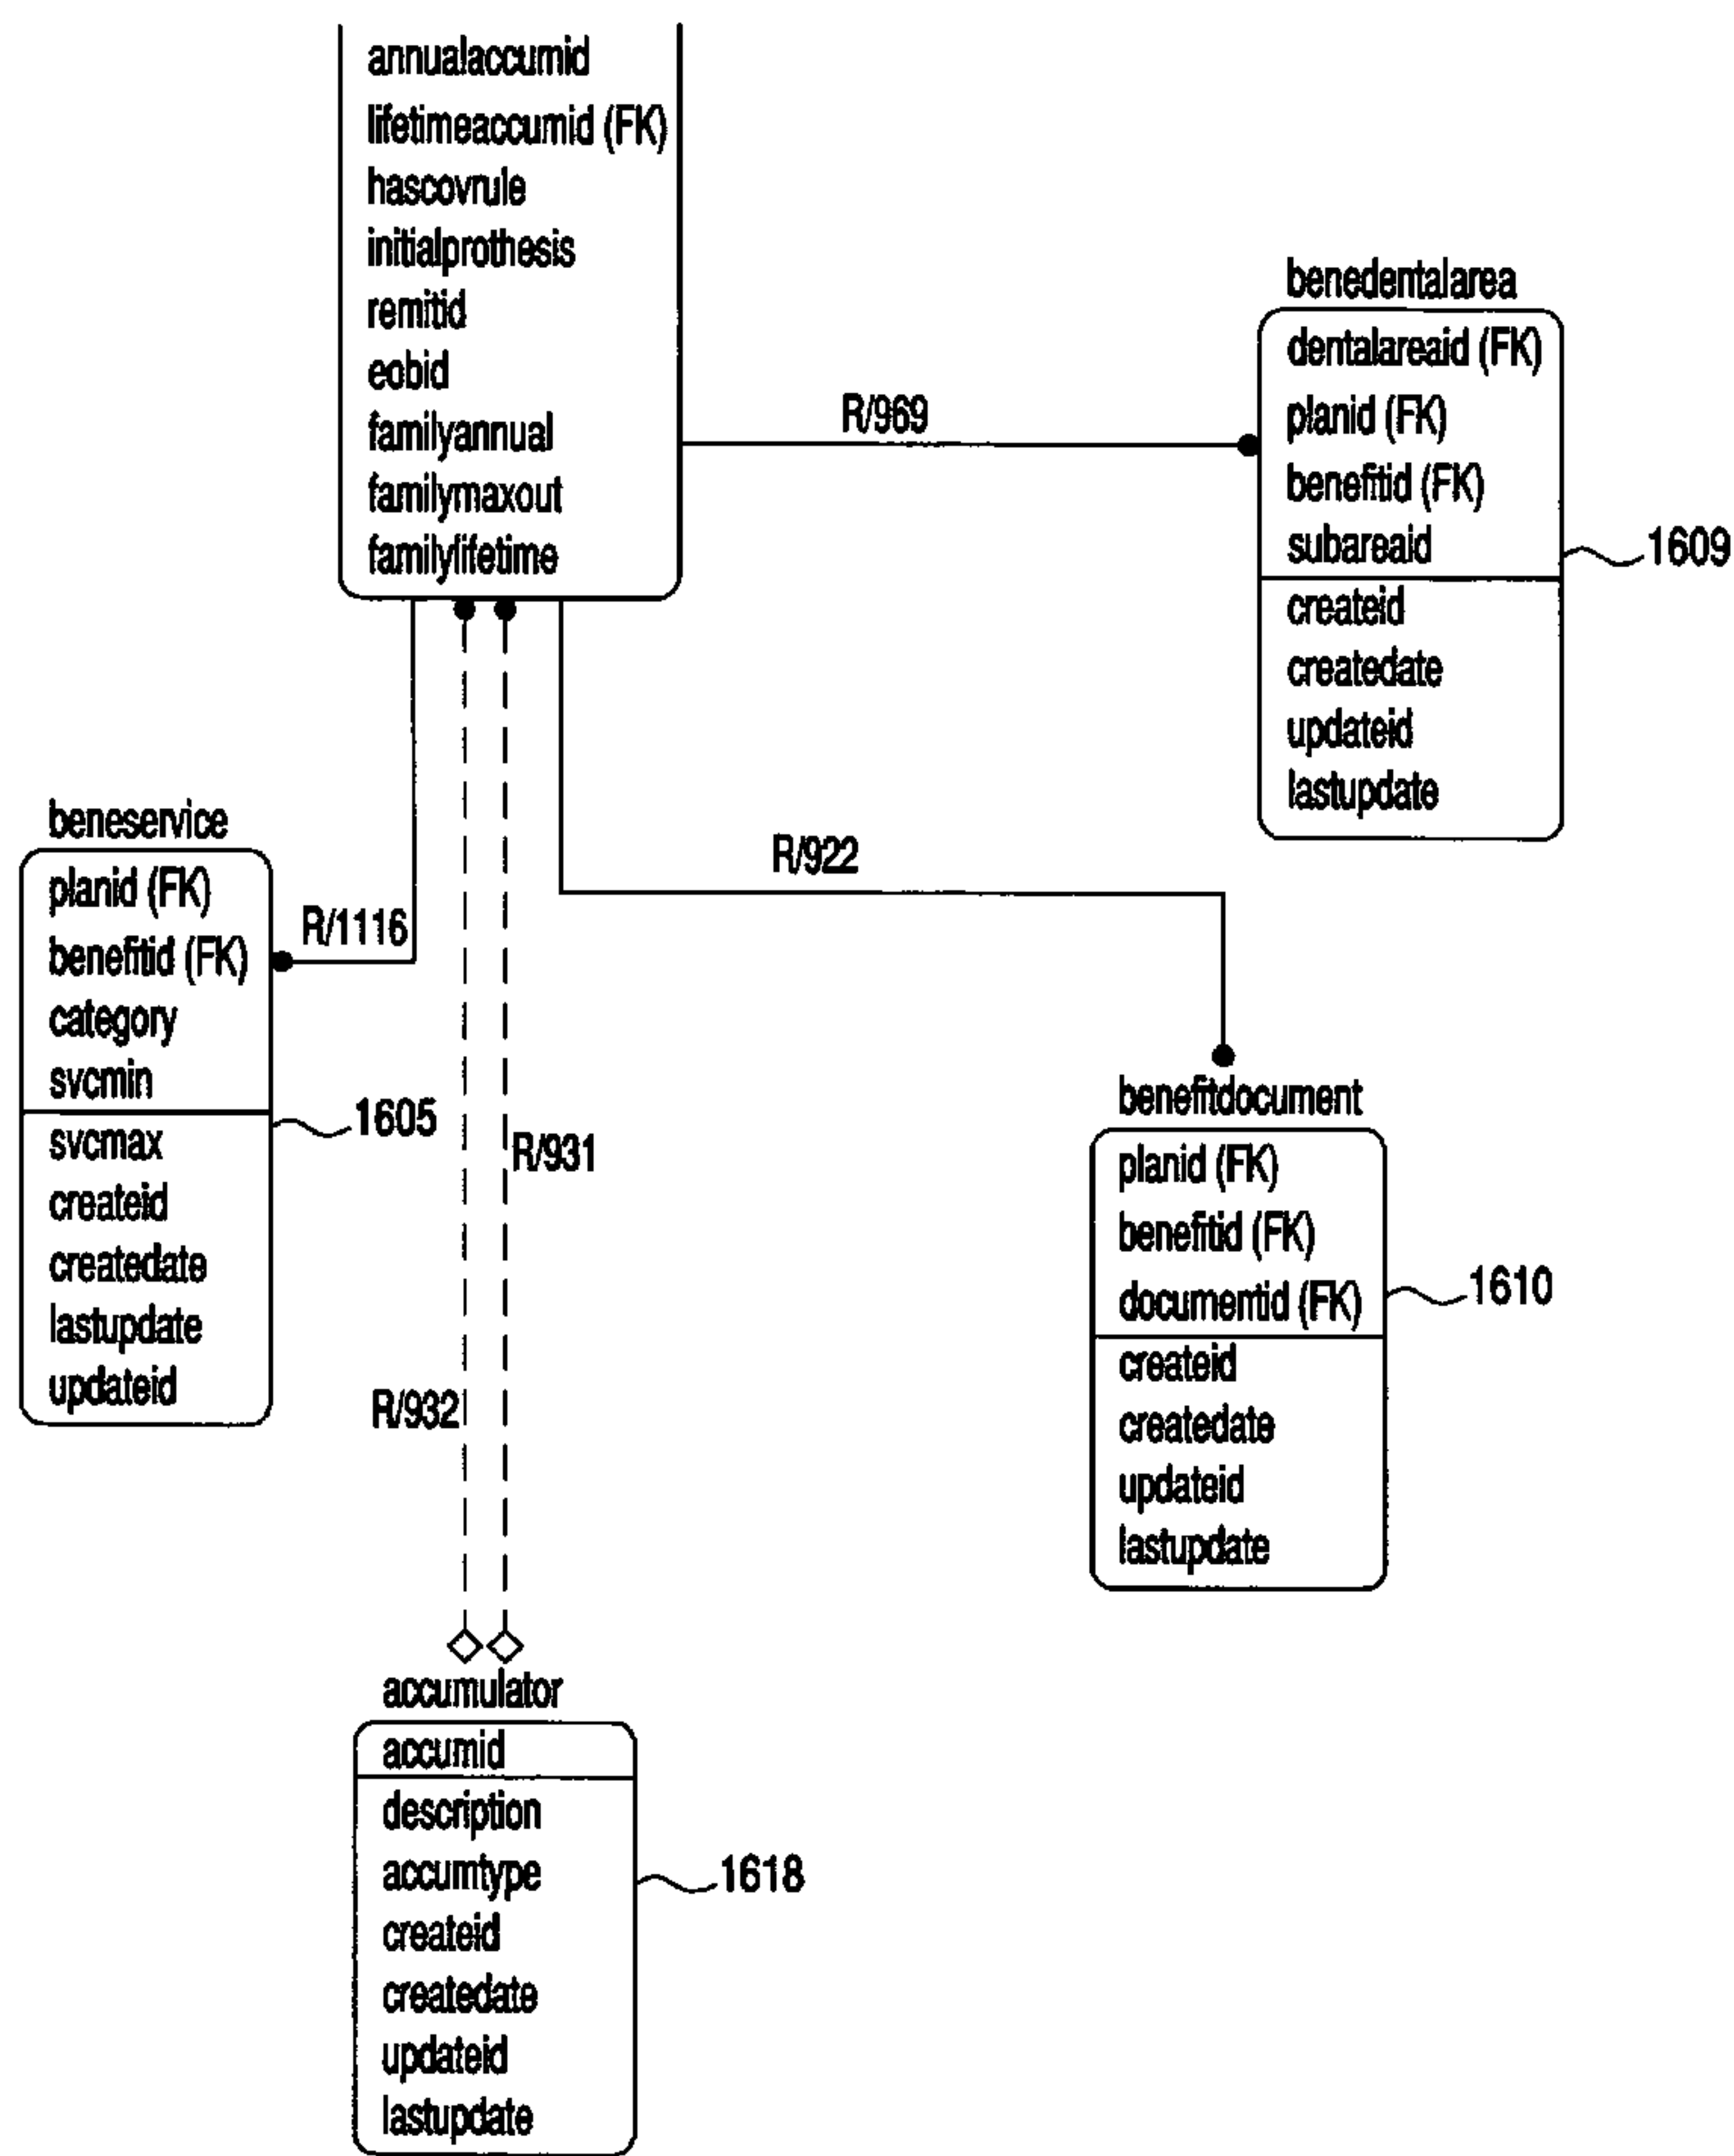 annualaccumid
lifetimeaccumid (FK)
hascovrule
initialprothesis
remitid
eobid
familyannual
familymaxout
familylifetime
R/969
benedentalarea
dentalareaid (FK)
planid (FK)
benefitid (FK)
subareaid
createid
createdate
updateid
lastupdate
1609
beneservice
planid (FK)
benefitid (FK)
category
svcmin
svcmax
createid
createdate
lastupdate
updateid
R/1116
1605
R/932
R/931
R/922
benefitdocument
planid (FK)
benefitid (FK)
documentid (FK)
createid
createdate
updateid
lastupdate
1610
accumulator
accumid
description
accumtype
createid
createdate
updateid
lastupdate
1618